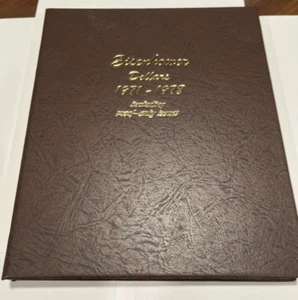 Eisenhower
Dollars
1971-1978
Including
proof-only issues